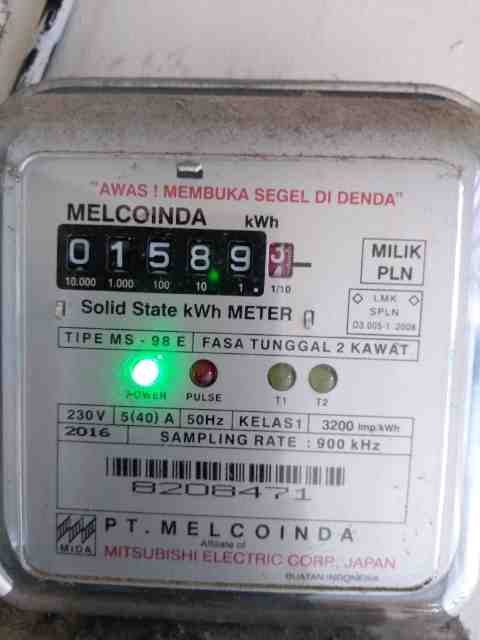 "AWAS ! MEMBUKA SEGEL DI DENDA"
MELCOINDA kWh
0 1 5 8 9 3
10.000 1.000 100 10 1 1/10
MILIK
PLN
Solid State kWh METER
LMK
SPLN
D3.005-1 : 2008
TIPE MS - 98 E FASA TUNGGAL 2 KAWAT
POWER PULSE T1 T2
230 V 5(40) A 50Hz KELAS 1 3200 Imp/kWh
2016 SAMPLING RATE : 900 kHz
8208471
MIDA
PT. MELCOINDA
Affiliate of
MITSUBISHI ELECTRIC CORP, JAPAN
BUATAN INDONESIA